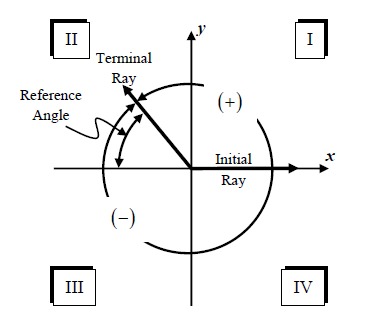 II
y
I
Terminal
Ray
Reference
Angle
(+)
Initial
x
Ray
(−)
III
IV